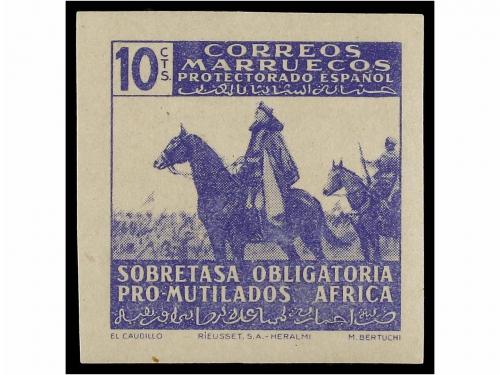 10 CTS.
CORREOS
MARRUECOS
PROTECTORADO ESPAÑOL
SOBRETASA OBLIGATORIA
PRO-MUTILADOS AFRICA
EL CAUDILLO RIEUSSET, S.A.-HERALMI M. BERTUCHI